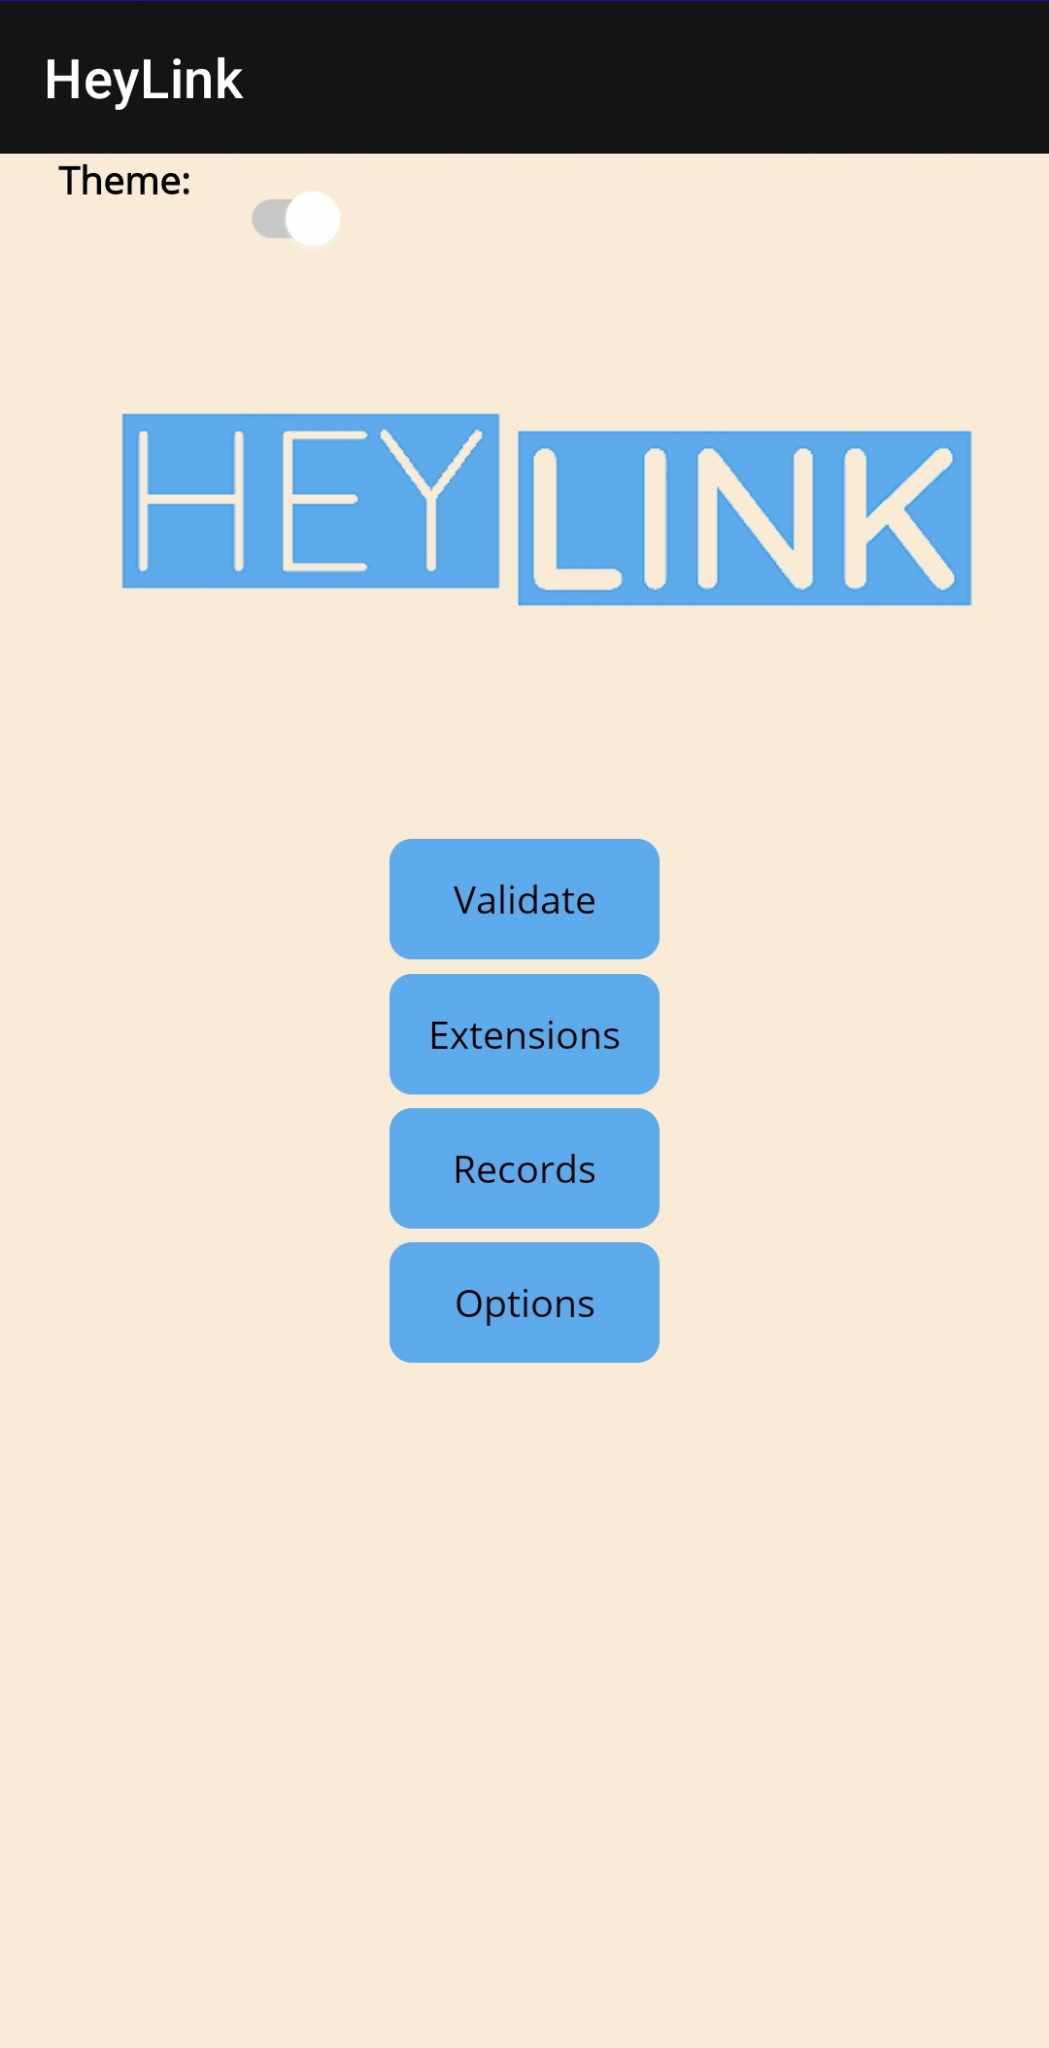 HeyLink
Theme:
HEY LINK
Validate
Extensions
Records
Options